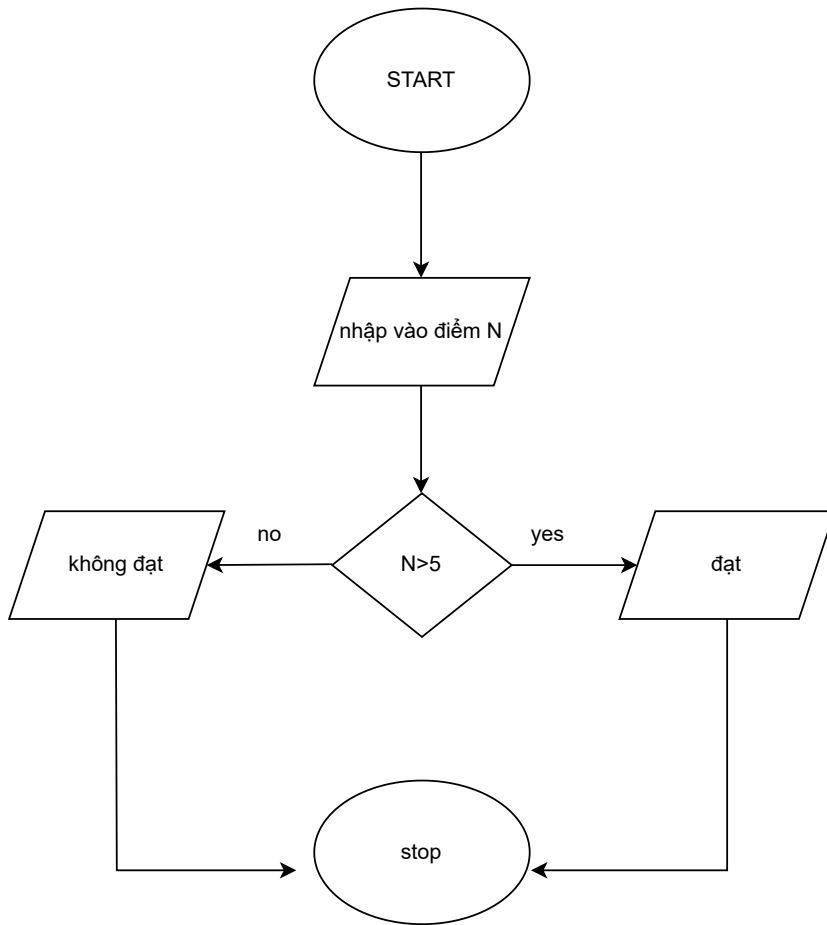 START
nhập vào điểm N
no
yes
không đạt
N>5
đạt
stop